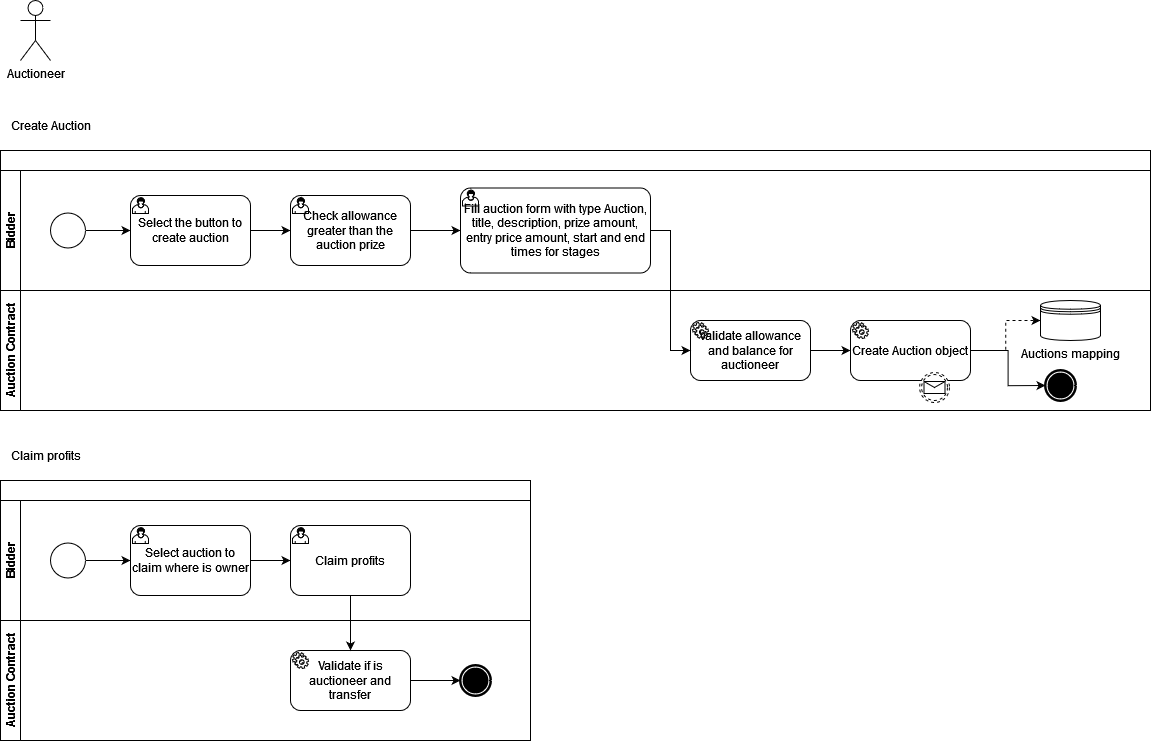 Auctioneer
Create Auction
Bidder
Select the button to
create auction
Check allowance
greater than the
auction prize
Fill auction form with type Auction,
title, description, prize amount,
entry price amount, start and end
times for stages
Auction Contract
Validate allowance
and balance for
auctioneer
Create Auction object
Auctions mapping
Claim profits
Bidder
Select auction to
claim where is owner
Claim profits
Auction Contract
Validate if is
auctioneer and
transfer